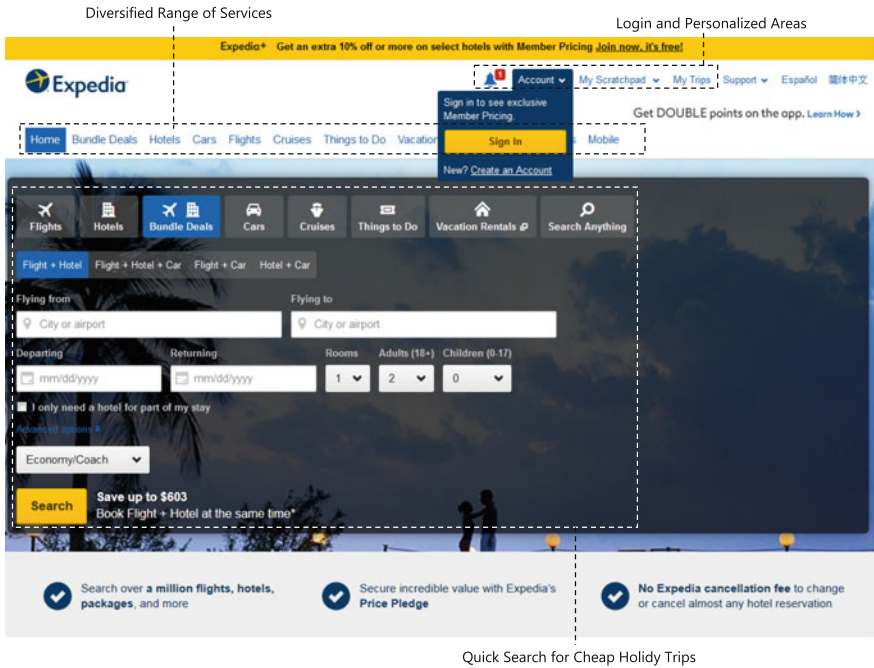 Diversified Range of Services
Login and Personalized Areas
Expedia+ Get an extra 10% off or more on select hotels with Member Pricing Join now, it's free!
Expedia
1
Account
My Scratchpad
My Trips
Support
Español
简体中文
Sign in to see exclusive
Member Pricing.
Get DOUBLE points on the app. Learn How
Home Bundle Deals Hotels Cars Flights Cruises Things to Do Vacation
Sign In
s Mobile
New? Create an Account
Flights Hotels Bundle Deals Cars Cruises Things to Do Vacation Rentals Search Anything
Flight + Hotel Flight + Hotel + Car Flight + Car Hotel + Car
Flying from Flying to
City or airport City or airport
Departing Returning Rooms Adults (18+) Children (0-17)
mm/dd/yyyy mm/dd/yyyy 1 2 0
I only need a hotel for part of my stay
Advanced options
Economy/Coach
Search
Save up to $603
Book Flight + Hotel at the same time*
Search over a million flights, hotels,
packages, and more
Secure incredible value with Expedia's
Price Pledge
No Expedia cancellation fee to change
or cancel almost any hotel reservation
Quick Search for Cheap Holidy Trips